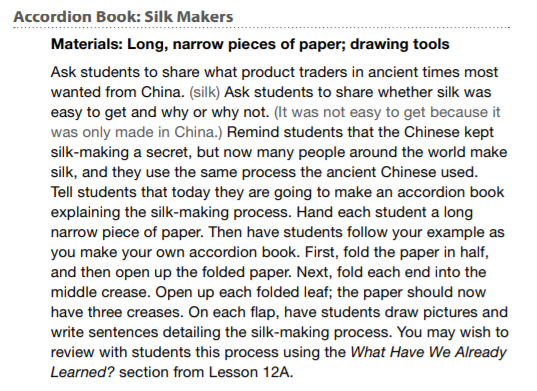 Accordion Book: Silk Makers
Materials: Long, narrow pieces of paper; drawing tools
Ask students to share what product traders in ancient times most
wanted from China. (silk) Ask students to share whether silk was
easy to get and why or why not. (It was not easy to get because it
was only made in China.) Remind students that the Chinese kept
silk-making a secret, but now many people around the world make
silk, and they use the same process the ancient Chinese used.
Tell students that today they are going to make an accordion book
explaining the silk-making process. Hand each student a long
narrow piece of paper. Then have students follow your example as
you make your own accordion book. First, fold the paper in half,
and then open up the folded paper. Next, fold each end into the
middle crease. Open up each folded leaf; the paper should now
have three creases. On each flap, have students draw pictures and
write sentences detailing the silk-making process. You may wish to
review with students this process using the What Have We Already
Learned? section from Lesson 12A.